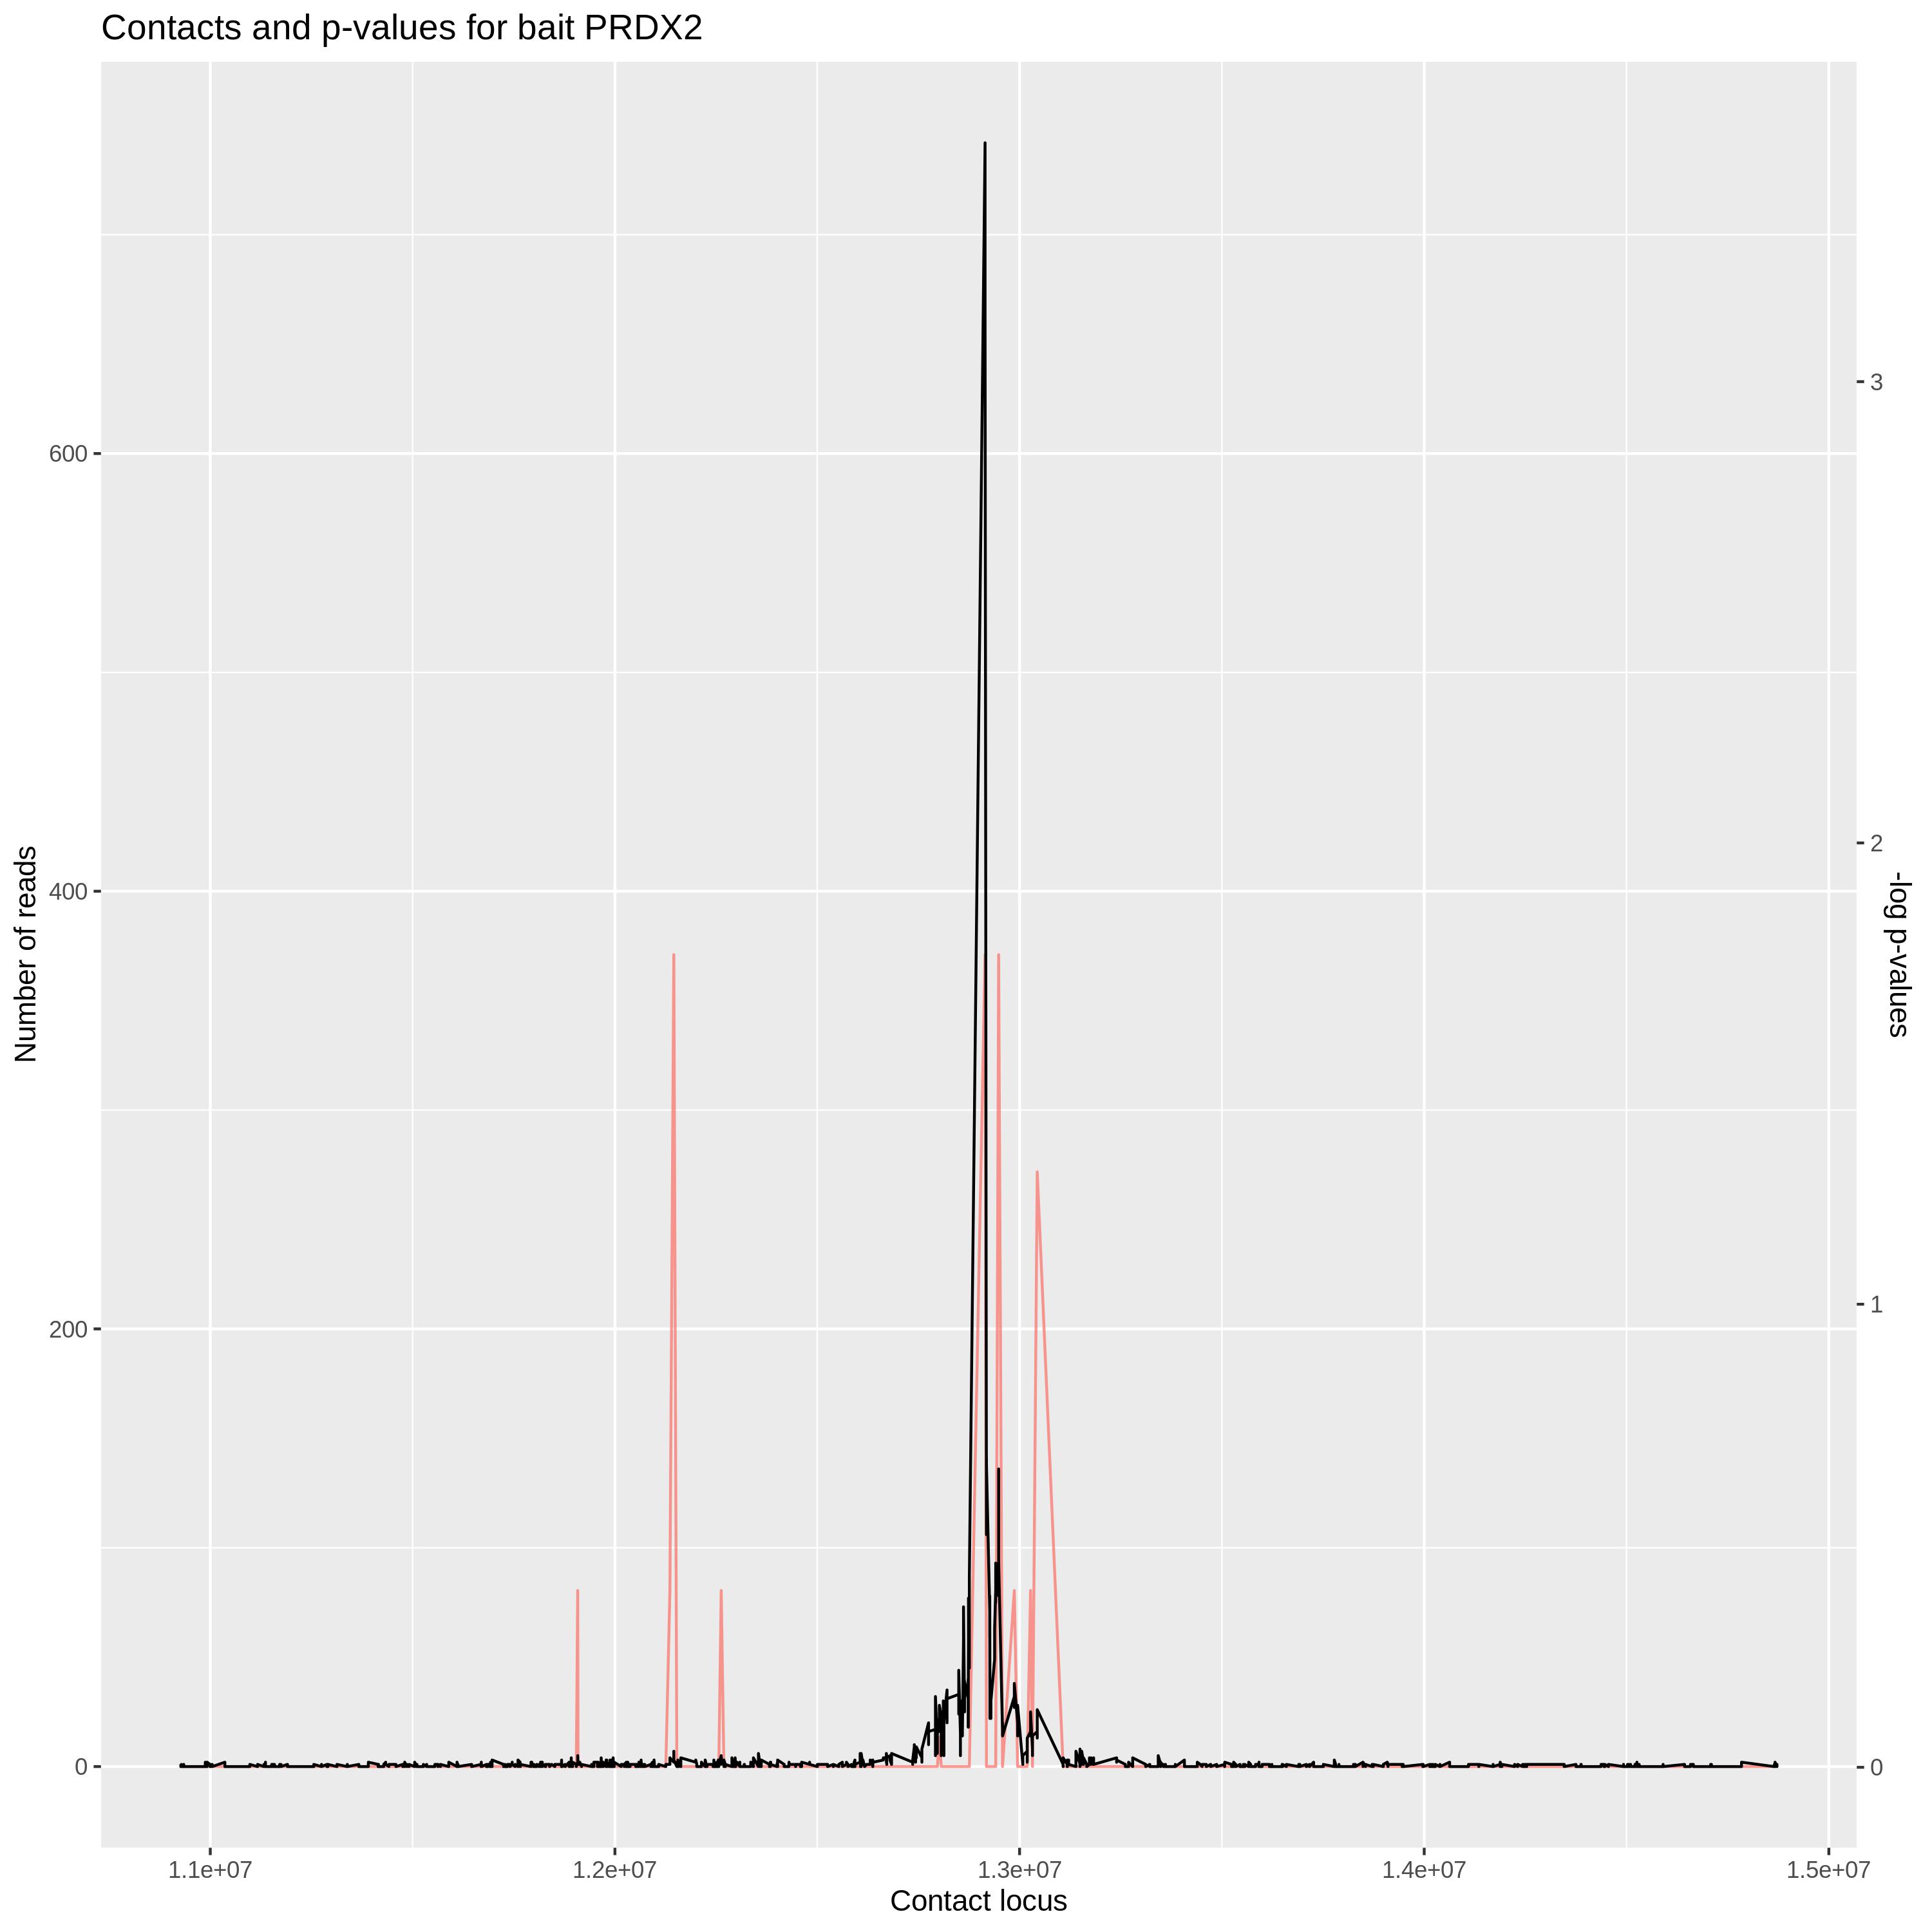 Contacts and p-values for bait PRDX2
Number of reads
600
400
200
0
3
2
1
0
-log p-values
1.1e+07
1.2e+07
1.3e+07
1.4e+07
1.5e+07
Contact locus